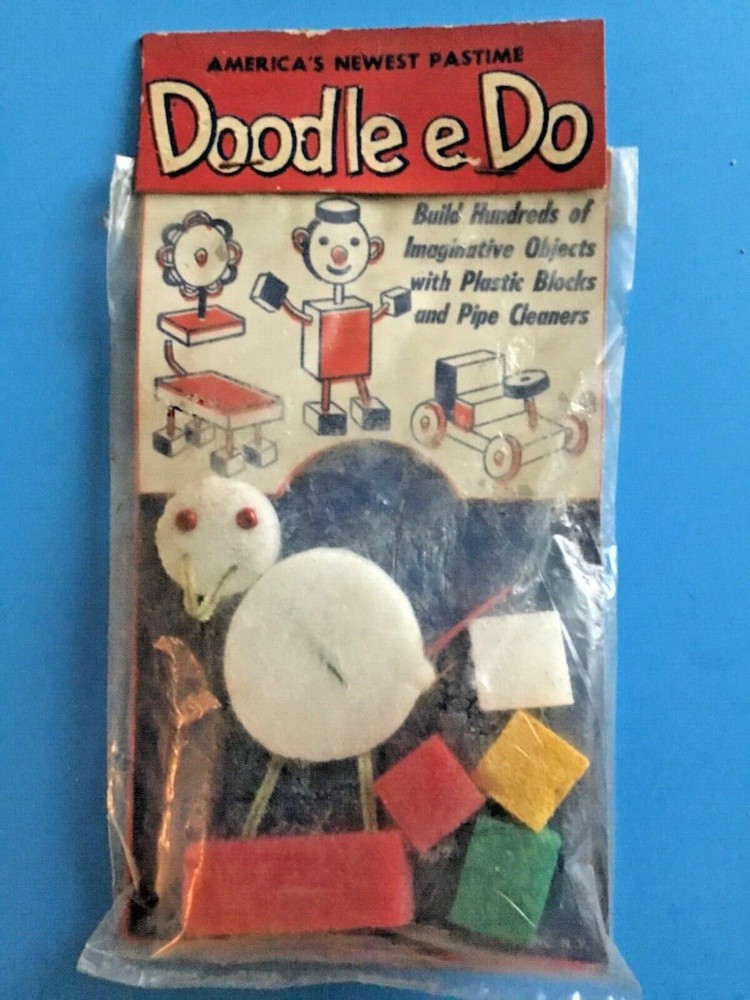 AMERICA'S NEWEST PASTIME
Doodle e Do
Build Hundreds of
Imaginative Objects
with Plastic Blocks
and Pipe Cleaners
N.Y.